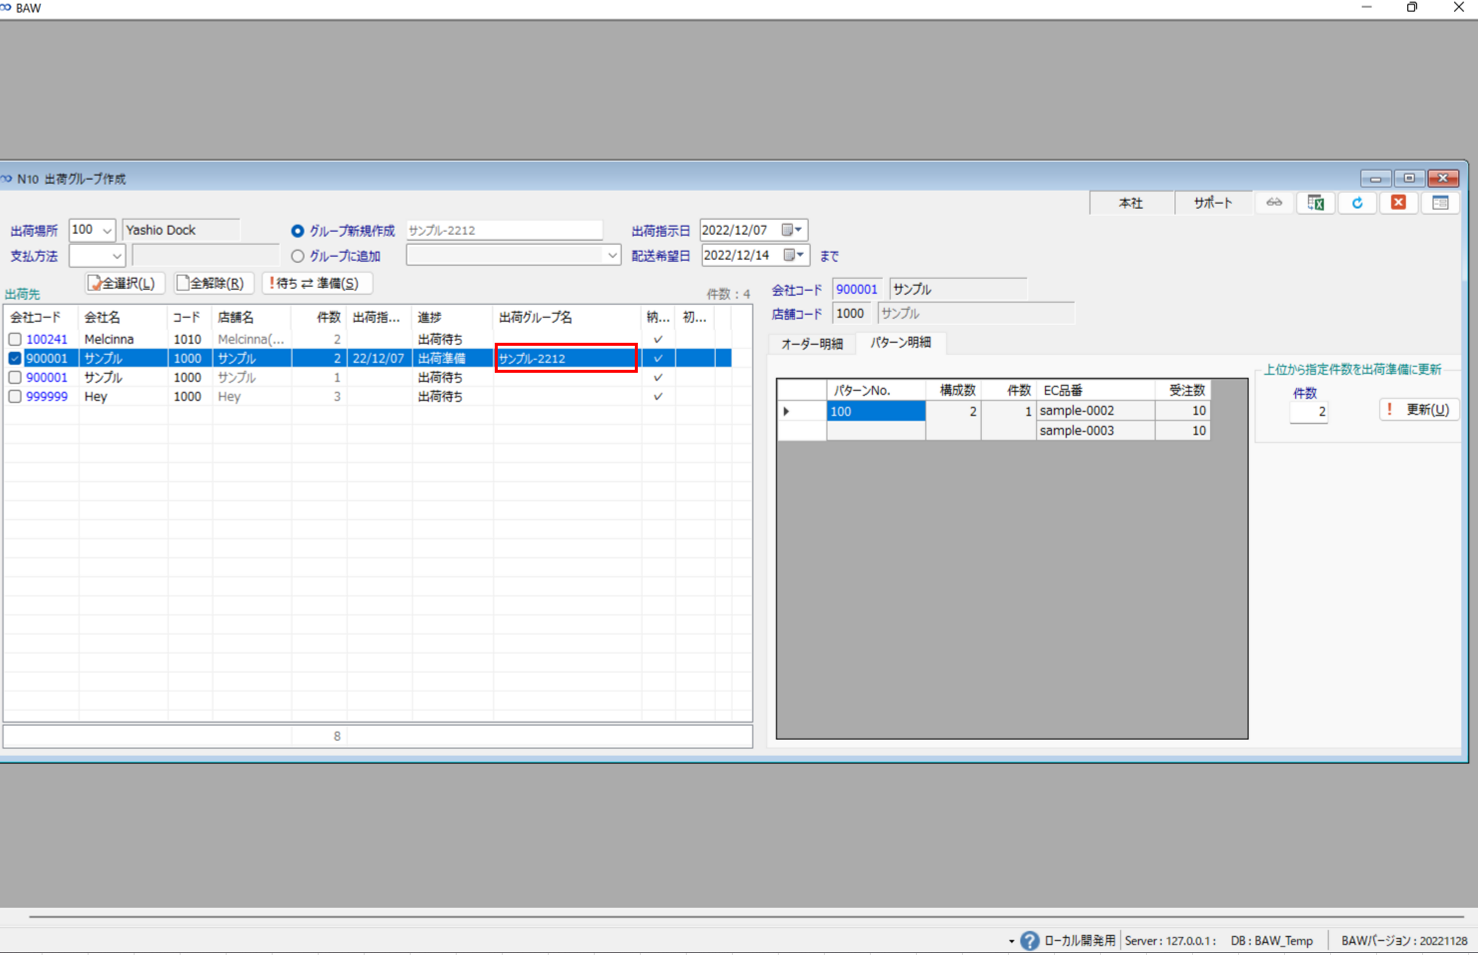 BAW
N10 出荷グループ作成
本社 サポート
出荷場所 100 Yashio Dock グループ新規作成 サンプル-2212 出荷指示日 2022/12/07
支払方法 グループに追加 配送希望日 2022/12/14 まで
出荷先 全選択(L) 全解除(R) !待ち ⇄ 準備(S) 件数：4
会社コード 会社名 コード 店舗名 件数 出荷指... 進捗 出荷グループ名 納... 初...
100241 Melcinna 1010 Melcinna(... 2 出荷待ち ✓
900001 サンプル 1000 サンプル 2 22/12/07 出荷準備 サンプル-2212 ✓
900001 サンプル 1000 サンプル 1 出荷待ち ✓
999999 Hey 1000 Hey 3 出荷待ち ✓
8
会社コード 900001 サンプル
店舗コード 1000 サンプル
オーダー明細 パターン明細
パターンNo. 構成数 件数 EC品番 受注数
100 2 1 sample-0002 10
sample-0003 10
上位から指定件数を出荷準備に更新
件数
2 ! 更新(U)
ローカル開発用 Server : 127.0.0.1 : DB : BAW_Temp BAWバージョン : 20221128